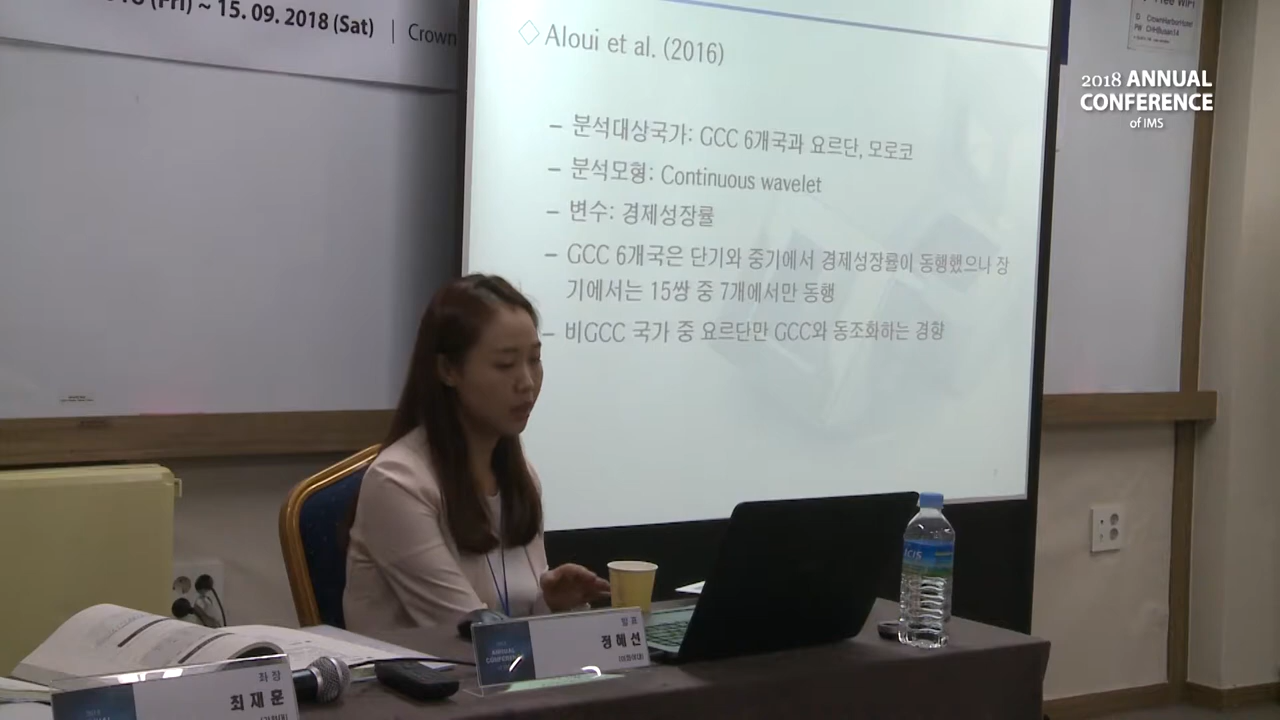 (Fri) ~ 15. 09. 2018 (Sat) | Crown
Free WiFi
2018 ANNUAL
CONFERENCE
of IMS
◇ Aloui et al. (2016)
– 분석대상국가: GCC 6개국과 요르단, 모로코
– 분석모형: Continuous wavelet
– 변수: 경제성장률
– GCC 6개국은 단기와 중기에서 경제성장률이 동행했으나 장
기에서는 15쌍 중 7개에서만 동행
– 비GCC 국가 중 요르단만 GCC와 동조화하는 경향
발표
정혜선
ANNUAL
좌장
최재훈